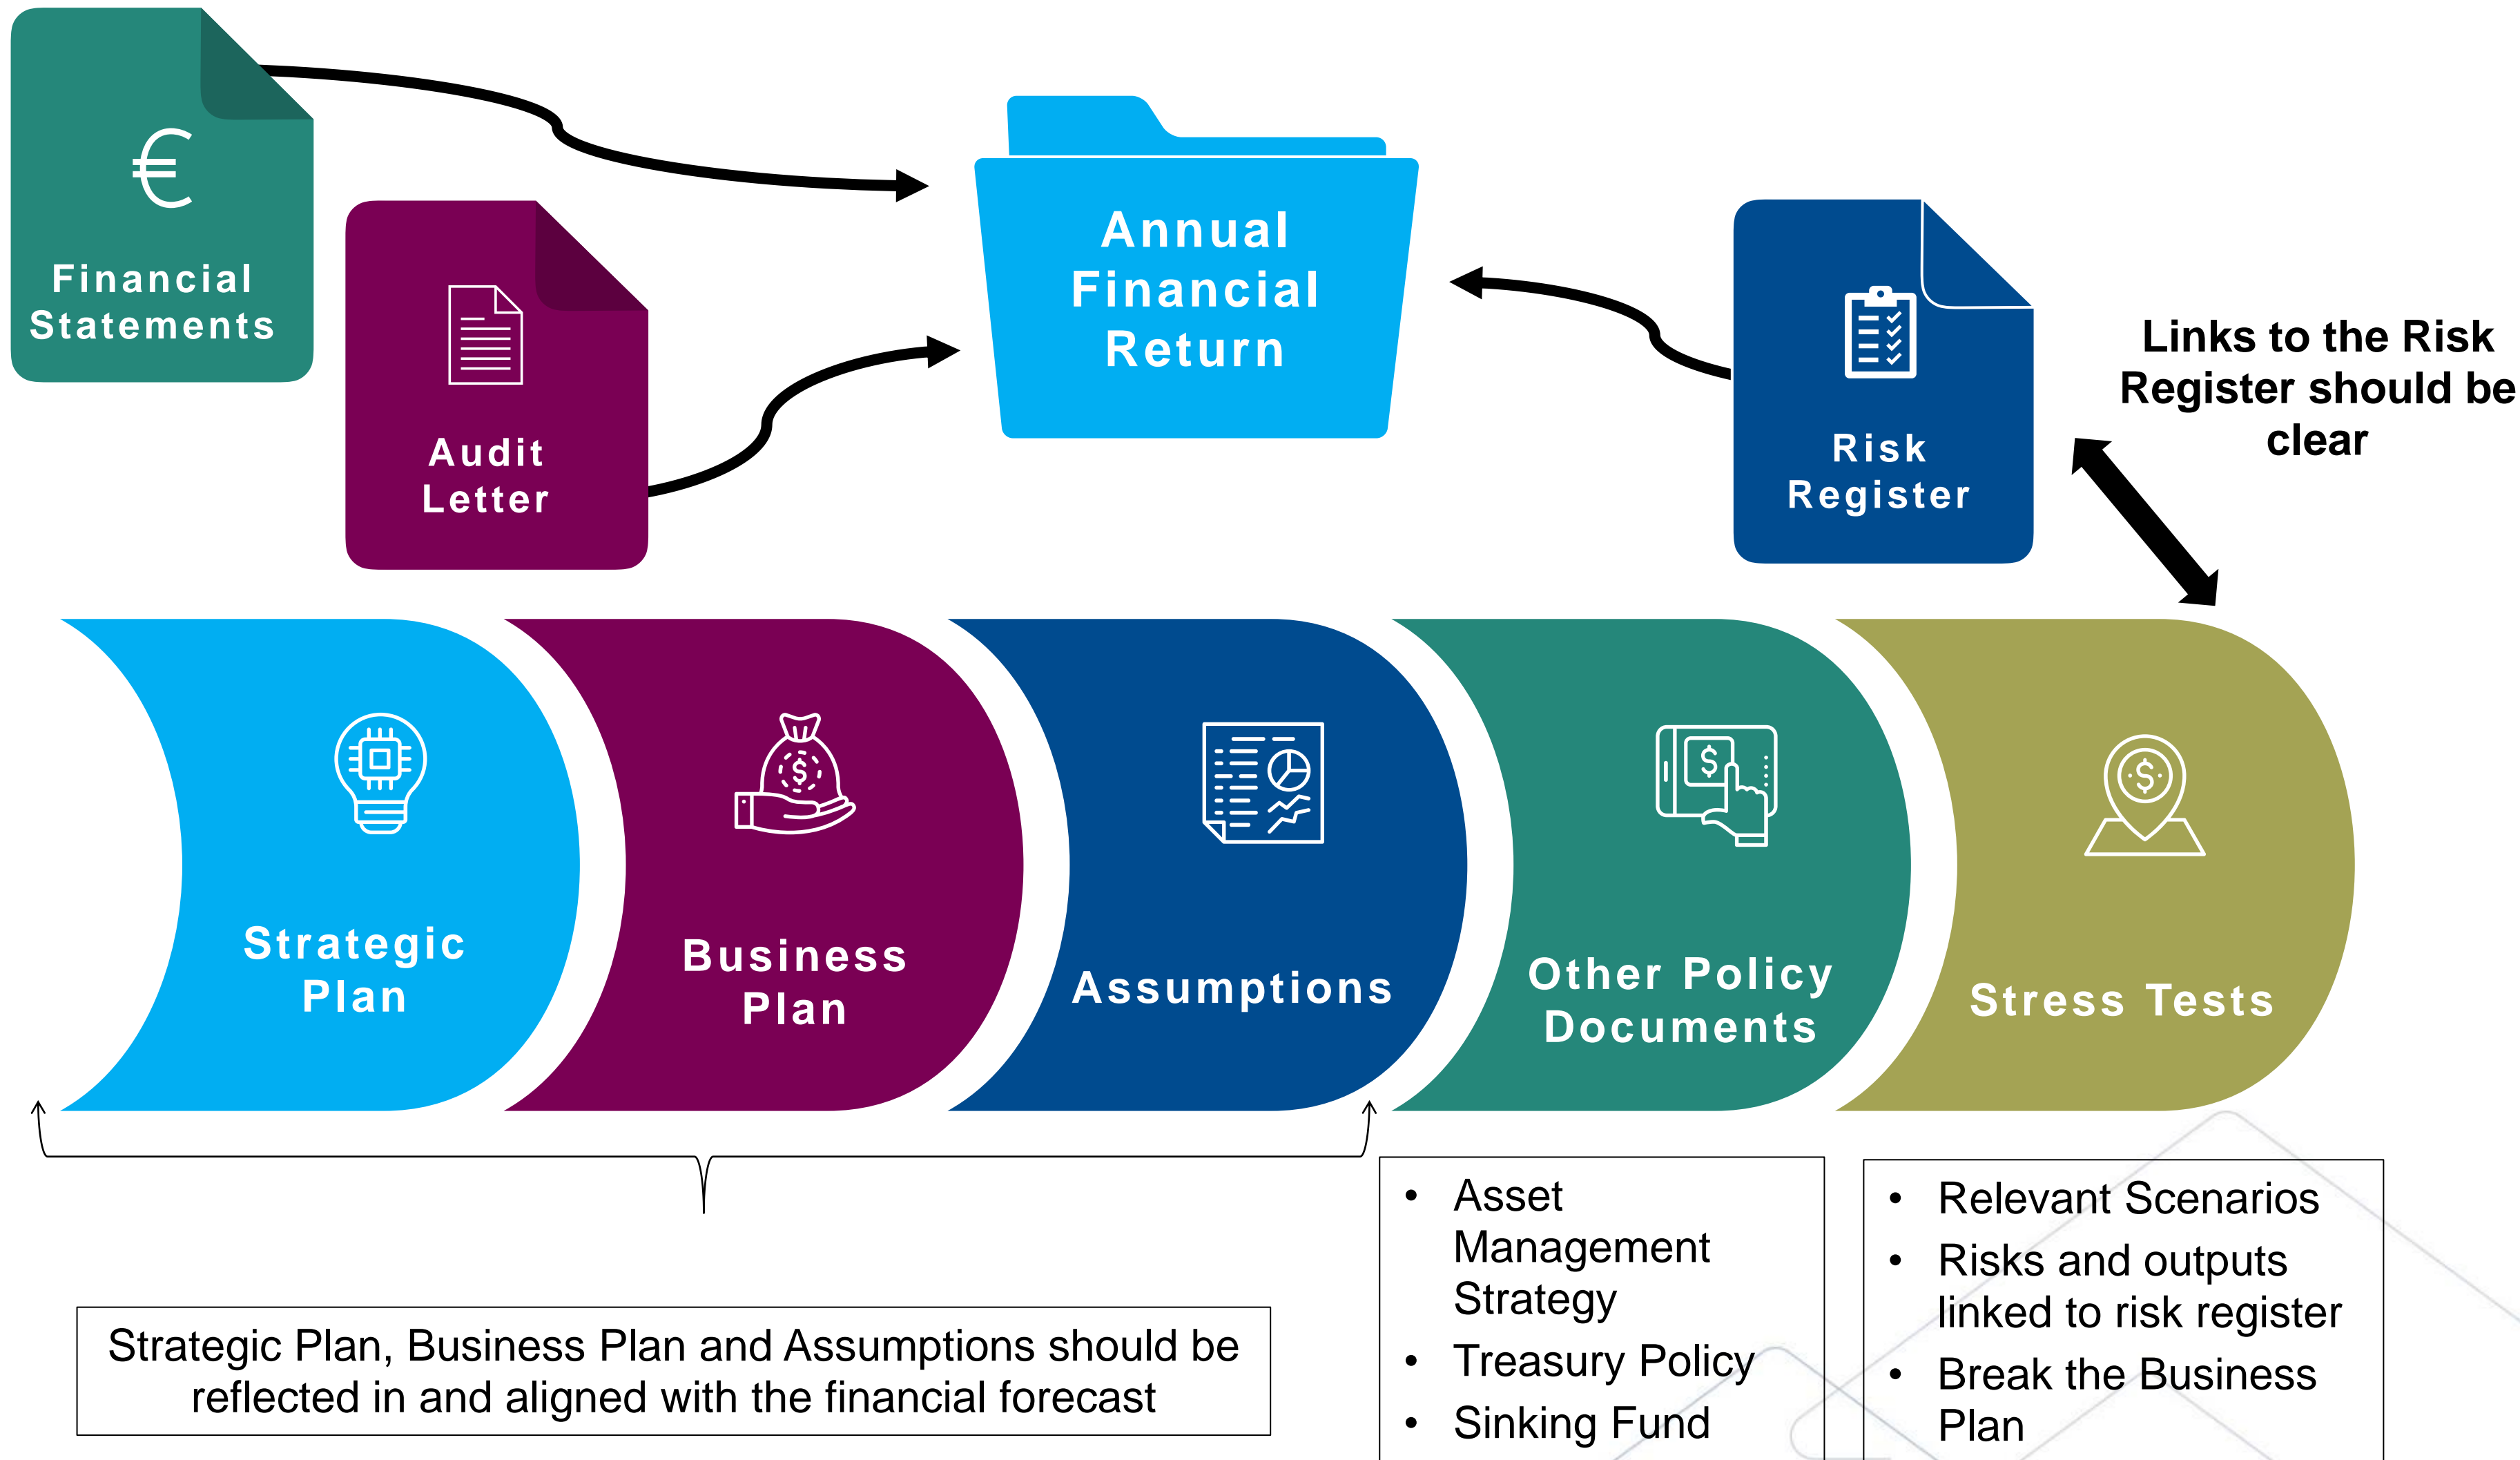 €
Financial
Statements
Audit
Letter
Annual
Financial
Return
Risk
Register
Links to the Risk
Register should be
clear
Strategic
Plan
$
Business
Plan
Assumptions
$
Other Policy
Documents
$
Stress Tests
Strategic Plan, Business Plan and Assumptions should be
reflected in and aligned with the financial forecast
• Asset
Management
Strategy
• Treasury Policy
• Sinking Fund
• Relevant Scenarios
• Risks and outputs
linked to risk register
• Break the Business
Plan